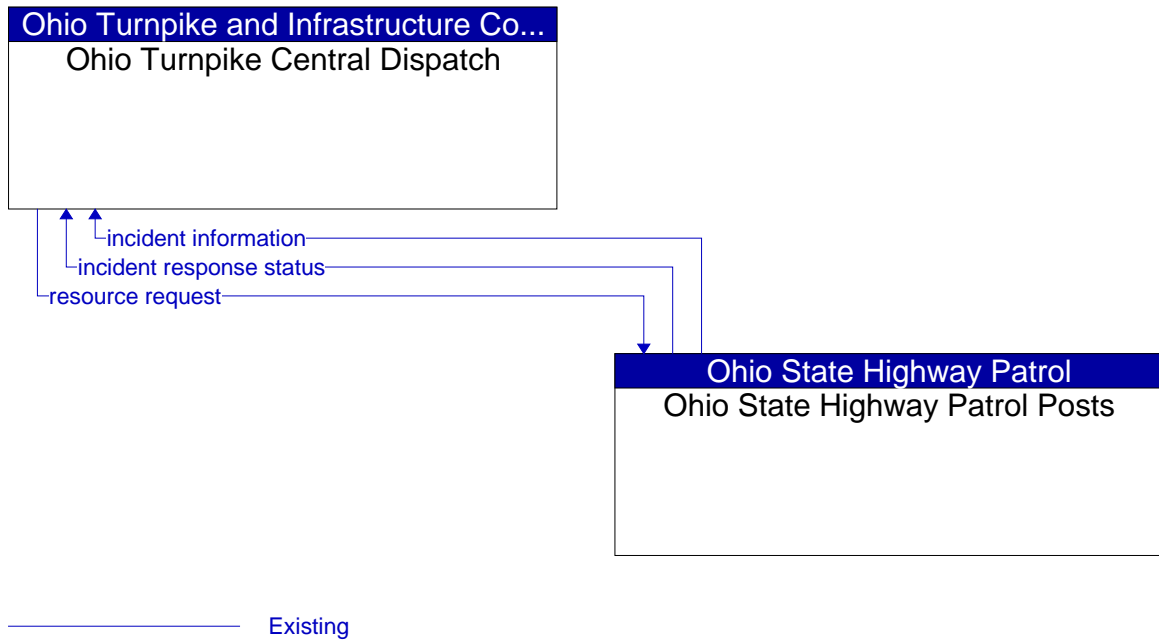 Ohio Turnpike and Infrastructure Co...
Ohio Turnpike Central Dispatch
incident information
incident response status
resource request
Ohio State Highway Patrol
Ohio State Highway Patrol Posts
Existing